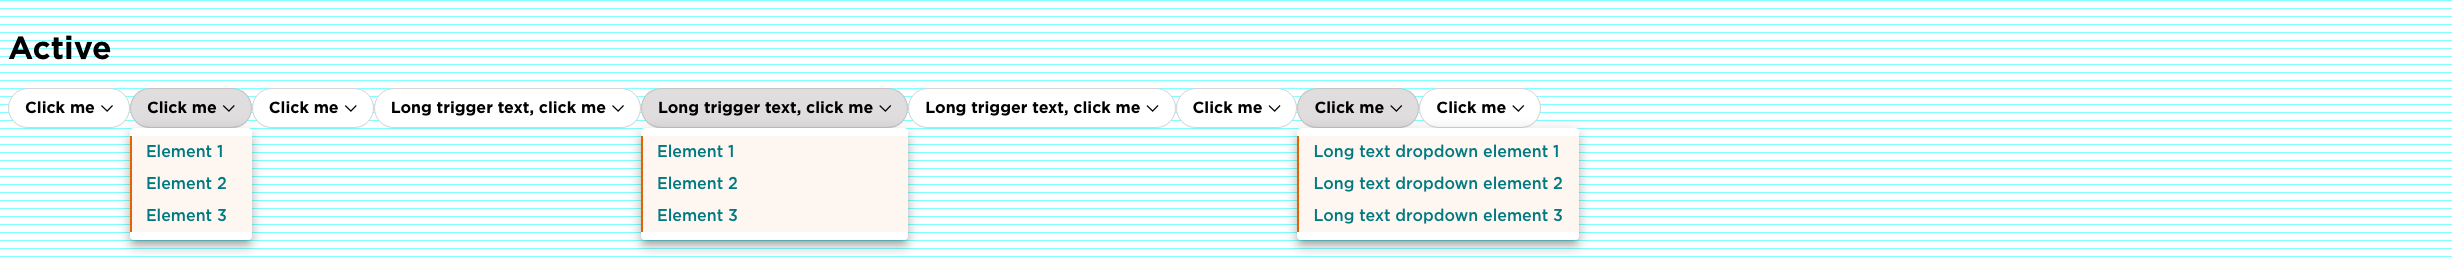 Active
Click me Click me Click me Long trigger text, click me Long trigger text, click me Long trigger text, click me Click me Click me Click me
Element 1 Element 1 Long text dropdown element 1
Element 2 Element 2 Long text dropdown element 2
Element 3 Element 3 Long text dropdown element 3